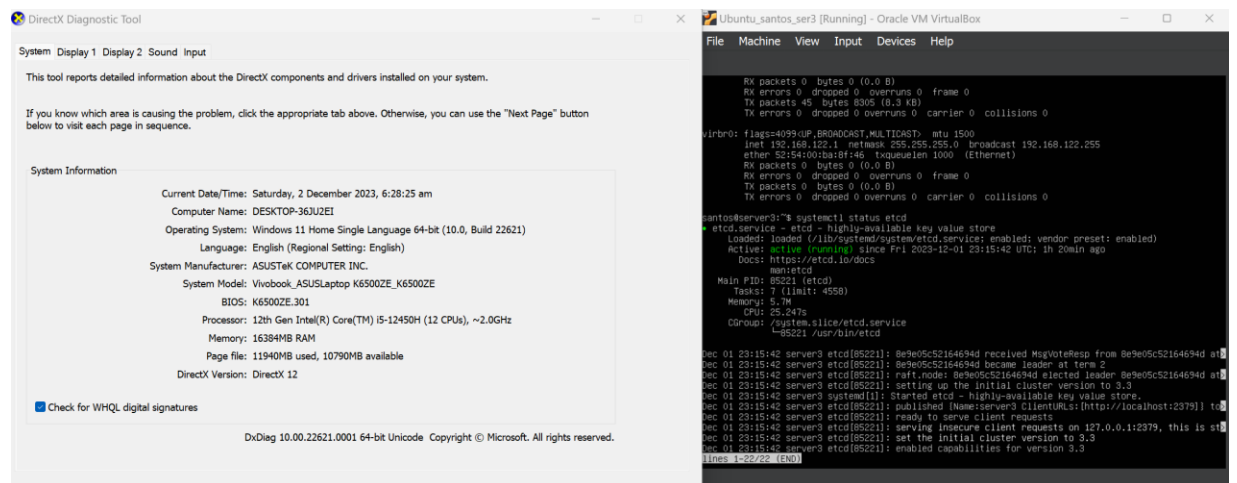 DirectX Diagnostic Tool
System Display 1 Display 2 Sound Input
This tool reports detailed information about the DirectX components and drivers installed on your system.
If you know which area is causing the problem, click the appropriate tab above. Otherwise, you can use the "Next Page" button
below to visit each page in sequence.
System Information
Current Date/Time: Saturday, 2 December 2023, 6:28:25 am
Computer Name: DESKTOP-36JU2EI
Operating System: Windows 11 Home Single Language 64-bit (10.0, Build 22621)
Language: English (Regional Setting: English)
System Manufacturer: ASUSTeK COMPUTER INC.
System Model: Vivobook_ASUSLaptop K6500ZE_K6500ZE
BIOS: K6500ZE.301
Processor: 12th Gen Intel(R) Core(TM) i5-12450H (12 CPUs), ~2.0GHz
Memory: 16384MB RAM
Page file: 11940MB used, 10790MB available
DirectX Version: DirectX 12
Check for WHQL digital signatures
DxDiag 10.00.22621.0001 64-bit Unicode Copyright © Microsoft. All rights reserved.
Ubuntu_santos_ser3 [Running] - Oracle VM VirtualBox
File Machine View Input Devices Help
RX packets 0 bytes 0 (0.0 B)
RX errors 0 dropped 0 overruns 0 frame 0
TX packets 45 bytes 8305 (8.3 KB)
TX errors 0 dropped 0 overruns 0 carrier 0 collisions 0
virbr0: flags=4099<UP,BROADCAST,MULTICAST> mtu 1500
inet 192.168.122.1 netmask 255.255.255.0 broadcast 192.168.122.255
ether 52:54:00:ba:8f:46 txqueuelen 1000 (Ethernet)
RX packets 0 bytes 0 (0.0 B)
RX errors 0 dropped 0 overruns 0 frame 0
TX packets 0 bytes 0 (0.0 B)
TX errors 0 dropped 0 overruns 0 carrier 0 collisions 0
santos@server3:~$ systemctl status etcd
● etcd.service - etcd - highly-available key value store
Loaded: loaded (/lib/systemd/system/etcd.service; enabled; vendor preset: enabled)
Active: active (running) since Fri 2023-12-01 23:15:42 UTC; 1h 20min ago
Docs: https://etcd.io/docs
man:etcd
Main PID: 85221 (etcd)
Tasks: 7 (limit: 4558)
Memory: 5.7M
CPU: 25.247s
CGroup: /system.slice/etcd.service
└─85221 /usr/bin/etcd
Dec 01 23:15:42 server3 etcd[85221]: 8e9e05c52164694d received MsgVoteResp from 8e9e05c52164694d at>
Dec 01 23:15:42 server3 etcd[85221]: 8e9e05c52164694d became leader at term 2
Dec 01 23:15:42 server3 etcd[85221]: raft.node: 8e9e05c52164694d elected leader 8e9e05c52164694d at>
Dec 01 23:15:42 server3 etcd[85221]: setting up the initial cluster version to 3.3
Dec 01 23:15:42 server3 systemd[1]: Started etcd - highly-available key value store.
Dec 01 23:15:42 server3 etcd[85221]: published {Name:server3 ClientURLs:[http://localhost:2379]} to>
Dec 01 23:15:42 server3 etcd[85221]: ready to serve client requests
Dec 01 23:15:42 server3 etcd[85221]: serving insecure client requests on 127.0.0.1:2379, this is st>
Dec 01 23:15:42 server3 etcd[85221]: set the initial cluster version to 3.3
Dec 01 23:15:42 server3 etcd[85221]: enabled capabilities for version 3.3
lines 1-22/22 (END)